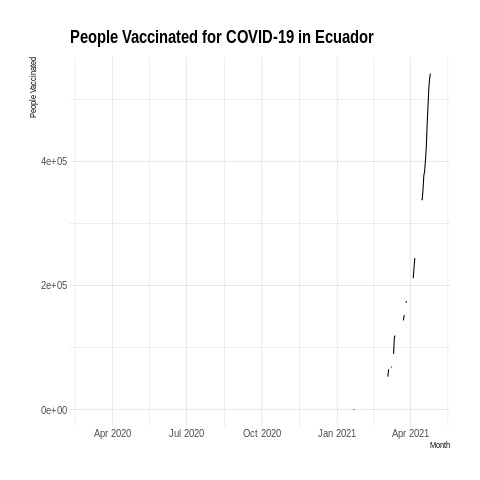 People Vaccinated for COVID-19 in Ecuador
People Vaccinated
4e+05
2e+05
0e+00
Apr 2020 Jul 2020 Oct 2020 Jan 2021 Apr 2021
Month